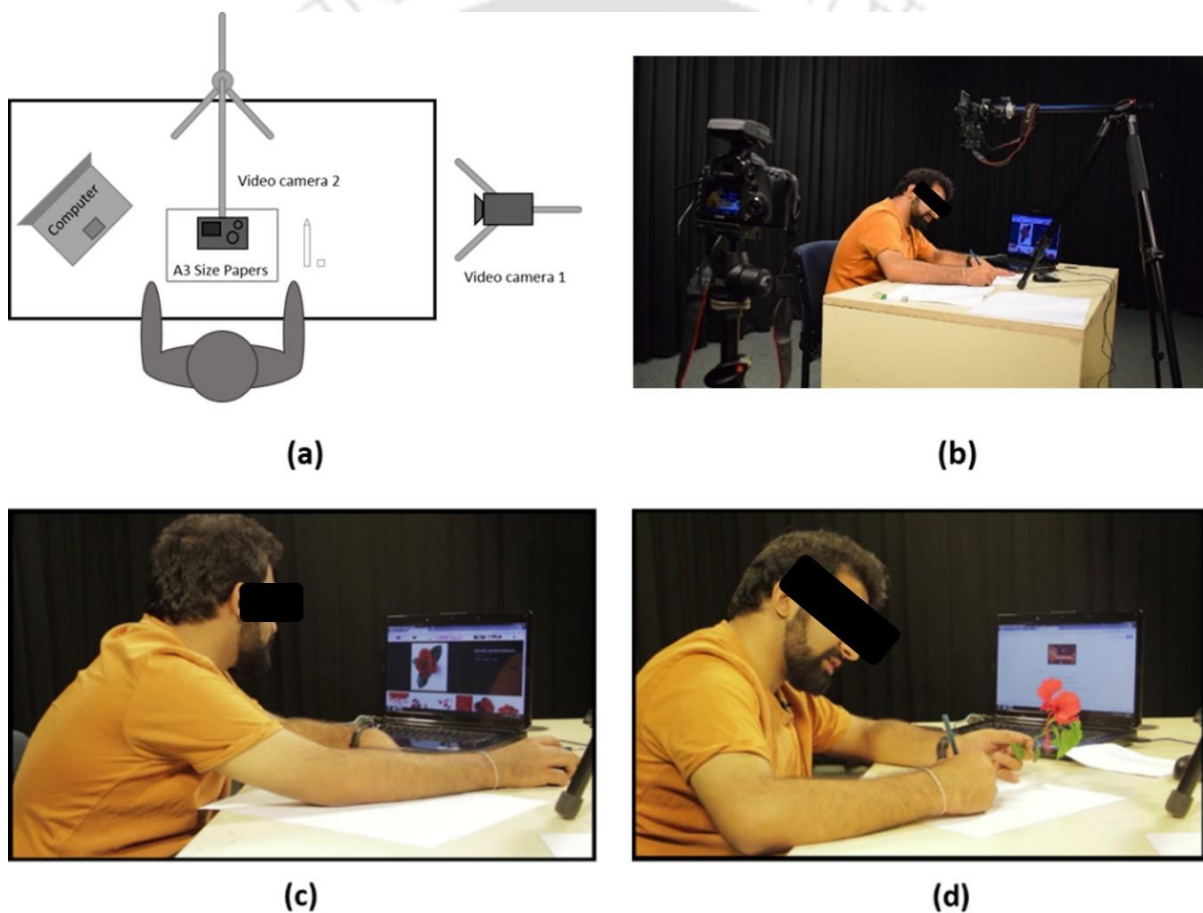 Computer
Video camera 2
A3 Size Papers
Video camera 1
(a)
(b)
(c)
(d)